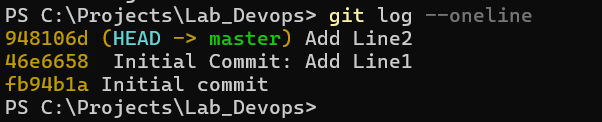 PS C:\Projects\Lab_Devops> git log --oneline
948106d (HEAD -> master) Add Line2
46e6658  Initial Commit: Add Line1
fb94b1a Initial commit
PS C:\Projects\Lab_Devops>